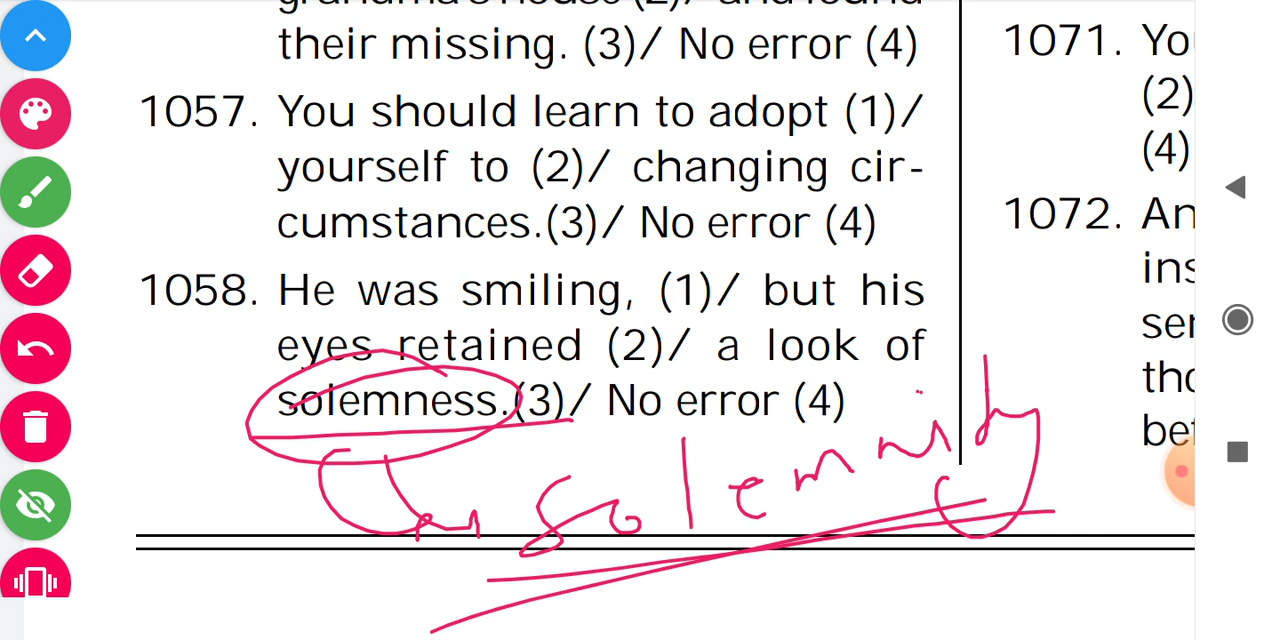 their missing. (3)/ No error (4)
1057. You should learn to adopt (1)/
yourself to (2)/ changing cir-
cumstances.(3)/ No error (4)
1058. He was smiling, (1)/ but his
eyes retained (2)/ a look of
solemness.(3)/ No error (4)
solemnity
1071. Yo
(2)
(4)
1072. An
ins
ser
tho
bet